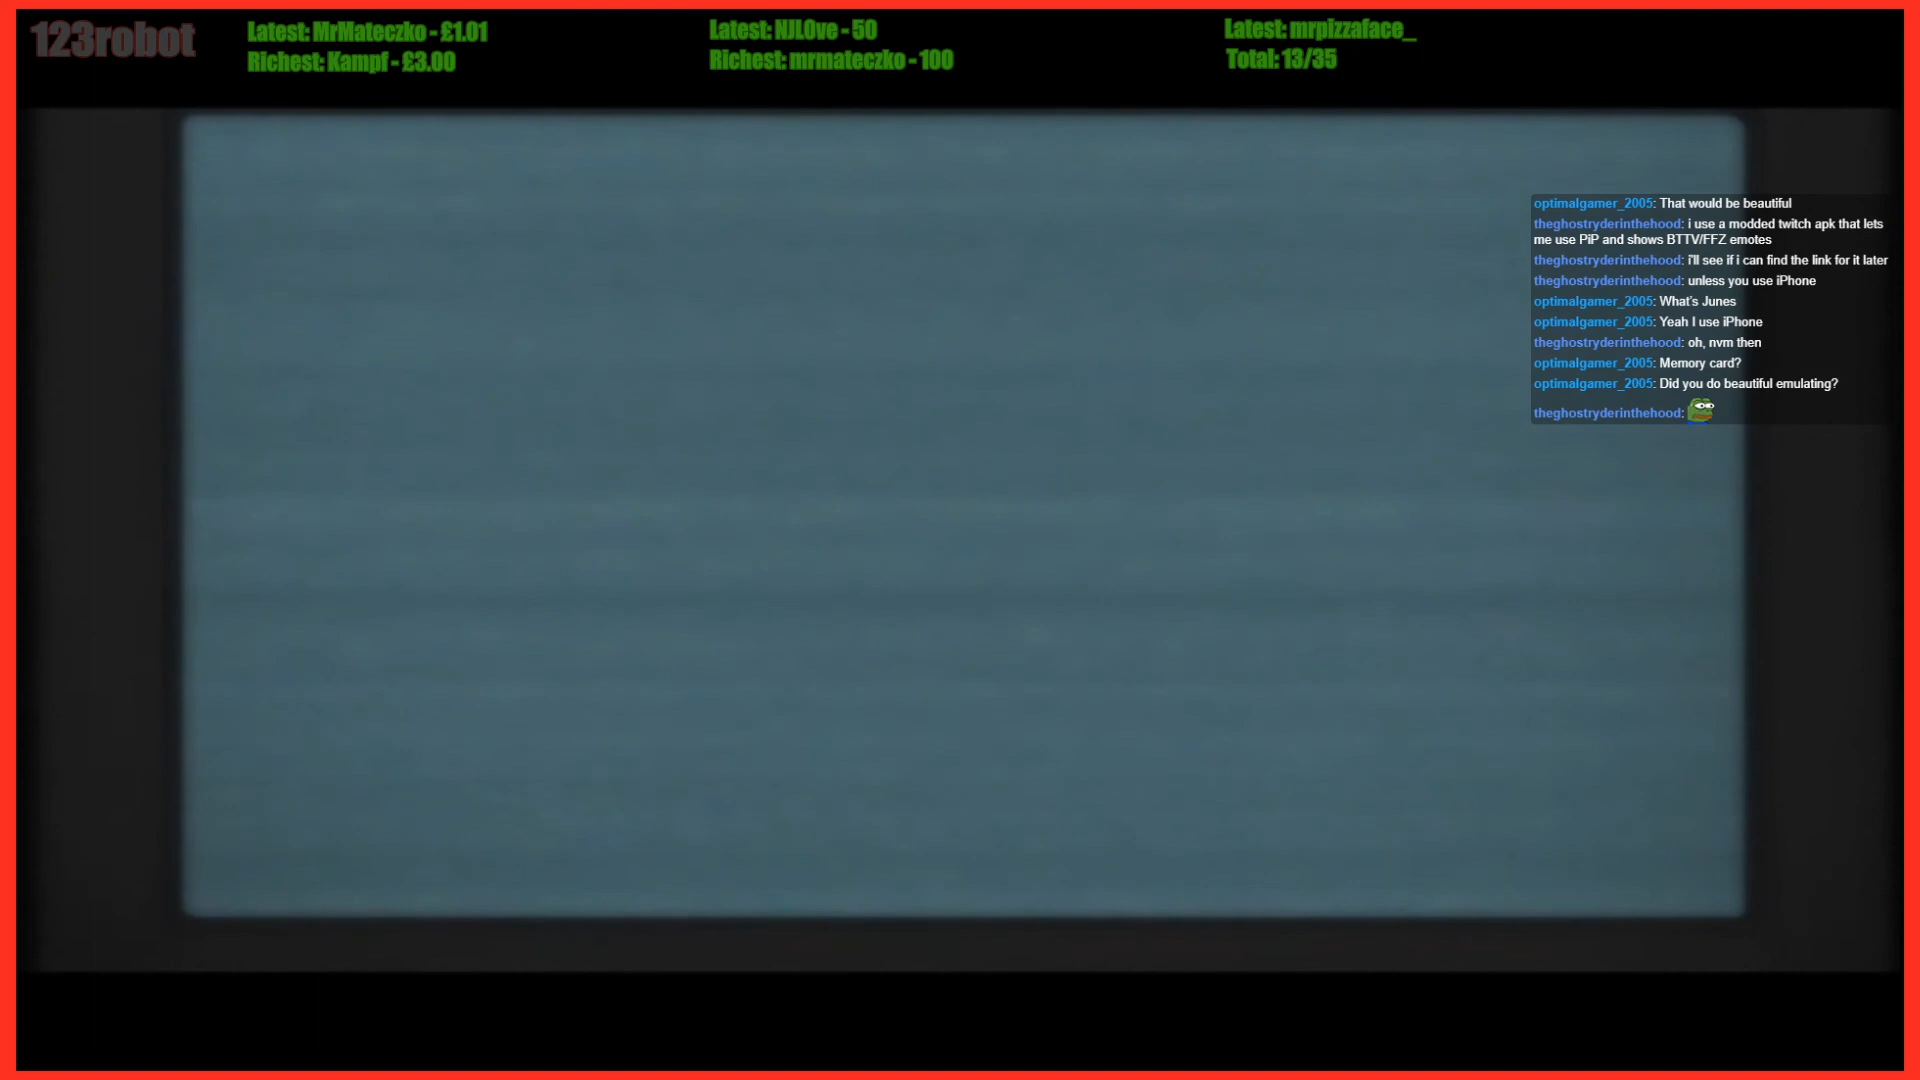 123robot
Latest: MrMateczko - £1.01
Richest: Kampf - £3.00
Latest: NJL0ve - 50
Richest: mrmateczko - 100
Latest: mrpizzaface_
Total: 13/35
optimalgamer_2005: That would be beautiful
theghostryderinthehood: i use a modded twitch apk that lets
me use PiP and shows BTTV/FFZ emotes
theghostryderinthehood: i'll see if i can find the link for it later
theghostryderinthehood: unless you use iPhone
optimalgamer_2005: What's Junes
optimalgamer_2005: Yeah I use iPhone
theghostryderinthehood: oh, nvm then
optimalgamer_2005: Memory card?
optimalgamer_2005: Did you do beautiful emulating?
theghostryderinthehood: